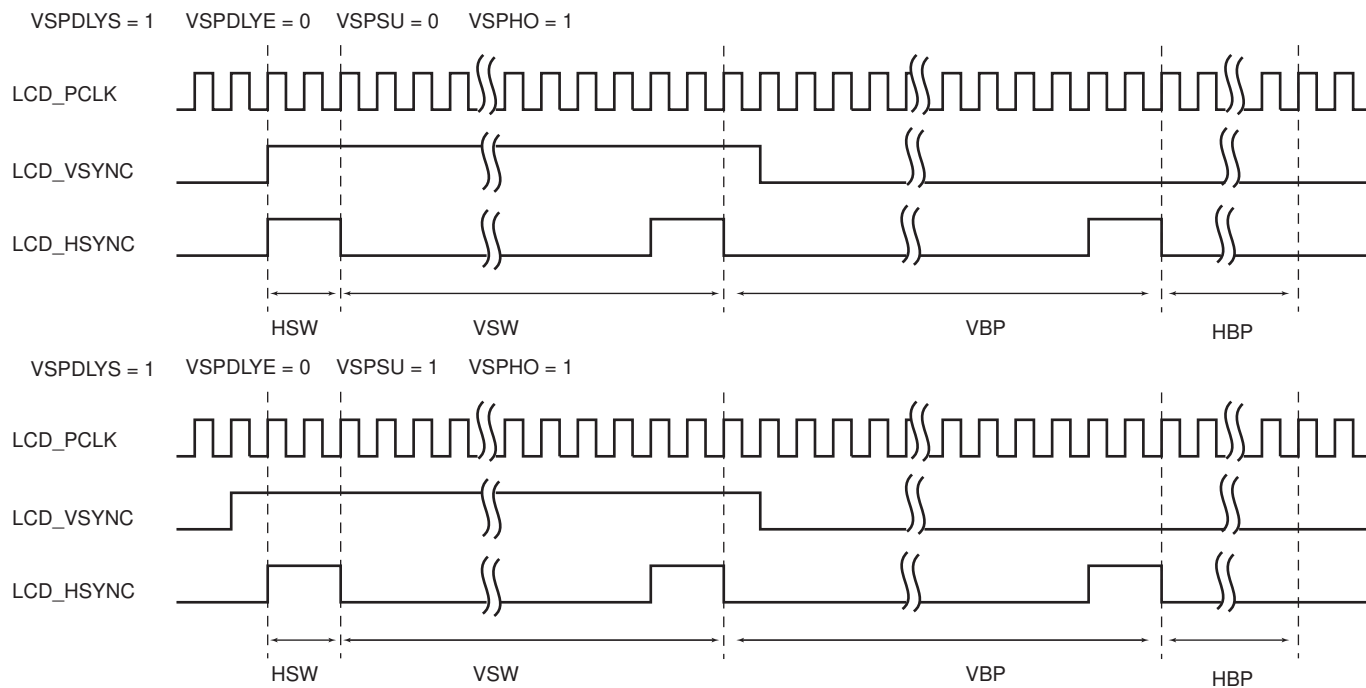 VSPDLYS = 1 VSPDLYE = 0 VSPSU = 0 VSPHO = 1
LCD_PCLK
LCD_VSYNC
LCD_HSYNC
HSW VSW VBP HBP
VSPDLYS = 1 VSPDLYE = 0 VSPSU = 1 VSPHO = 1
LCD_PCLK
LCD_VSYNC
LCD_HSYNC
HSW VSW VBP HBP